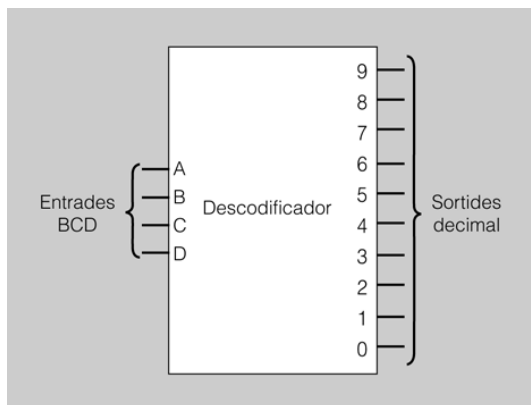 9
8
7
6
5
4
3
2
1
0
A
B
C
D
Entrades
BCD
Descodificador
Sortides
decimal